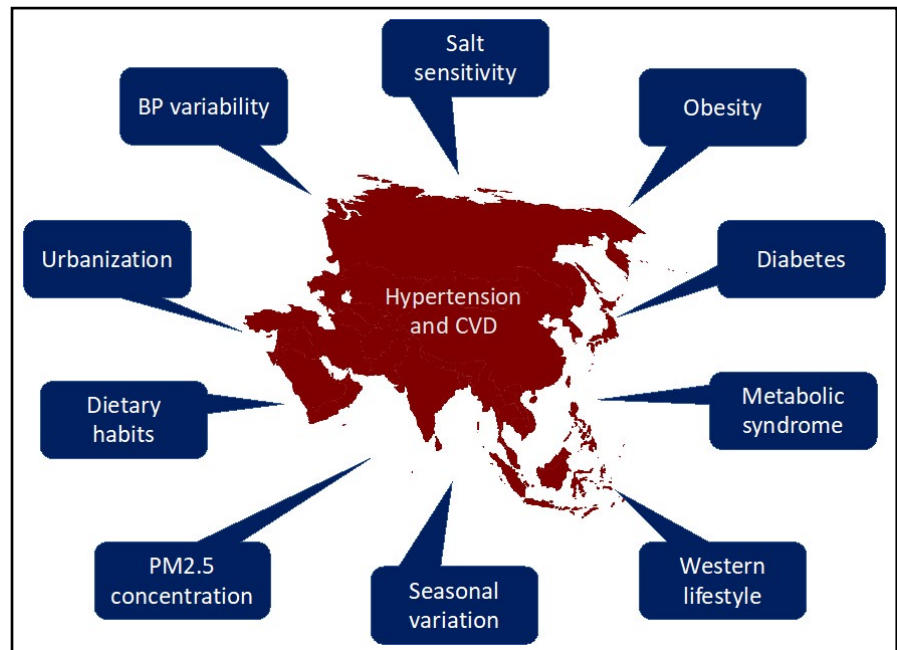 Salt
sensitivity
BP variability
Obesity
Urbanization
Diabetes
Hypertension
and CVD
Dietary
habits
Metabolic
syndrome
PM2.5
concentration
Seasonal
variation
Western
lifestyle